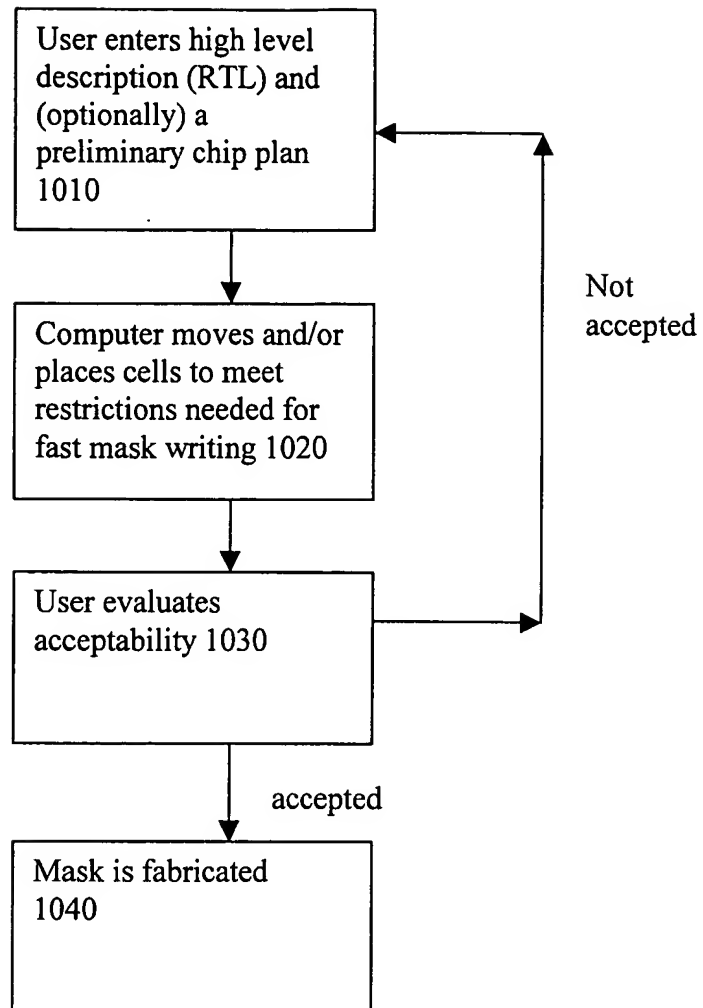 User enters high level
description (RTL) and
(optionally) a
preliminary chip plan
1010
Not
accepted
Computer moves and/or
places cells to meet
restrictions needed for
fast mask writing 1020
User evaluates
acceptability 1030
accepted
Mask is fabricated
1040